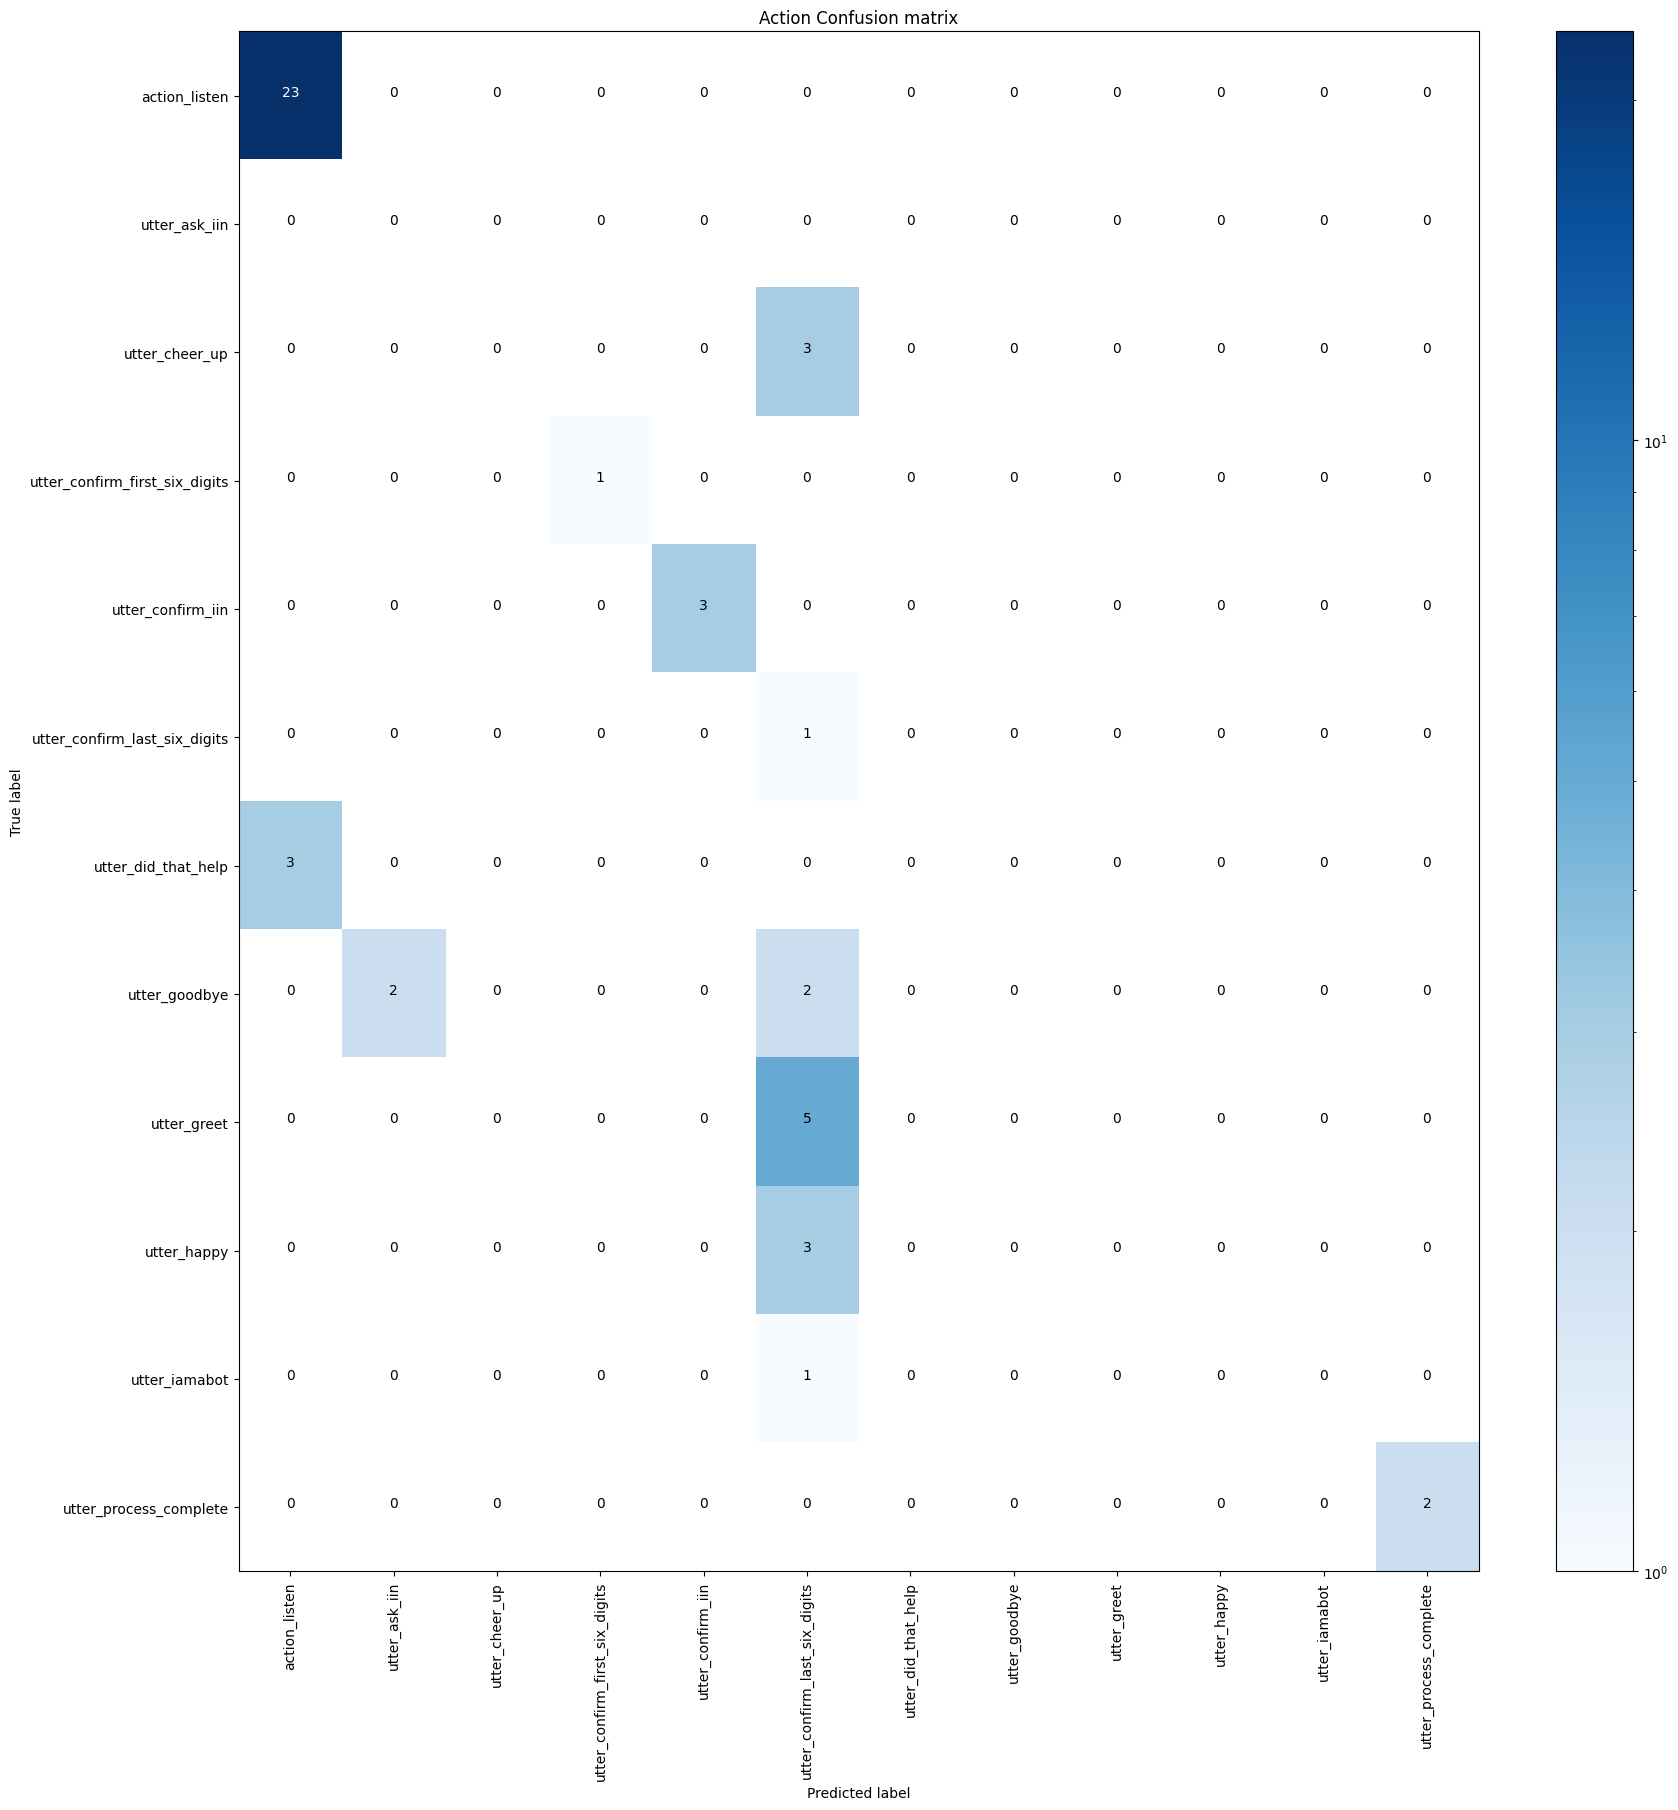 Action Confusion matrix
action_listen 23 0 0 0 0 0 0 0 0 0 0 0
utter_ask_iin 0 0 0 0 0 0 0 0 0 0 0 0
utter_cheer_up 0 0 0 0 0 3 0 0 0 0 0 0
utter_confirm_first_six_digits 0 0 0 1 0 0 0 0 0 0 0 0
utter_confirm_iin 0 0 0 0 3 0 0 0 0 0 0 0
utter_confirm_last_six_digits 0 0 0 0 0 1 0 0 0 0 0 0
utter_did_that_help 3 0 0 0 0 0 0 0 0 0 0 0
utter_goodbye 0 2 0 0 0 2 0 0 0 0 0 0
utter_greet 0 0 0 0 0 5 0 0 0 0 0 0
utter_happy 0 0 0 0 0 3 0 0 0 0 0 0
utter_iamabot 0 0 0 0 0 1 0 0 0 0 0 0
utter_process_complete 0 0 0 0 0 0 0 0 0 0 0 2
True label
action_listen
utter_ask_iin
utter_cheer_up
utter_confirm_first_six_digits
utter_confirm_iin
utter_confirm_last_six_digits
utter_did_that_help
utter_goodbye
utter_greet
utter_happy
utter_iamabot
utter_process_complete
Predicted label
10¹
10⁰